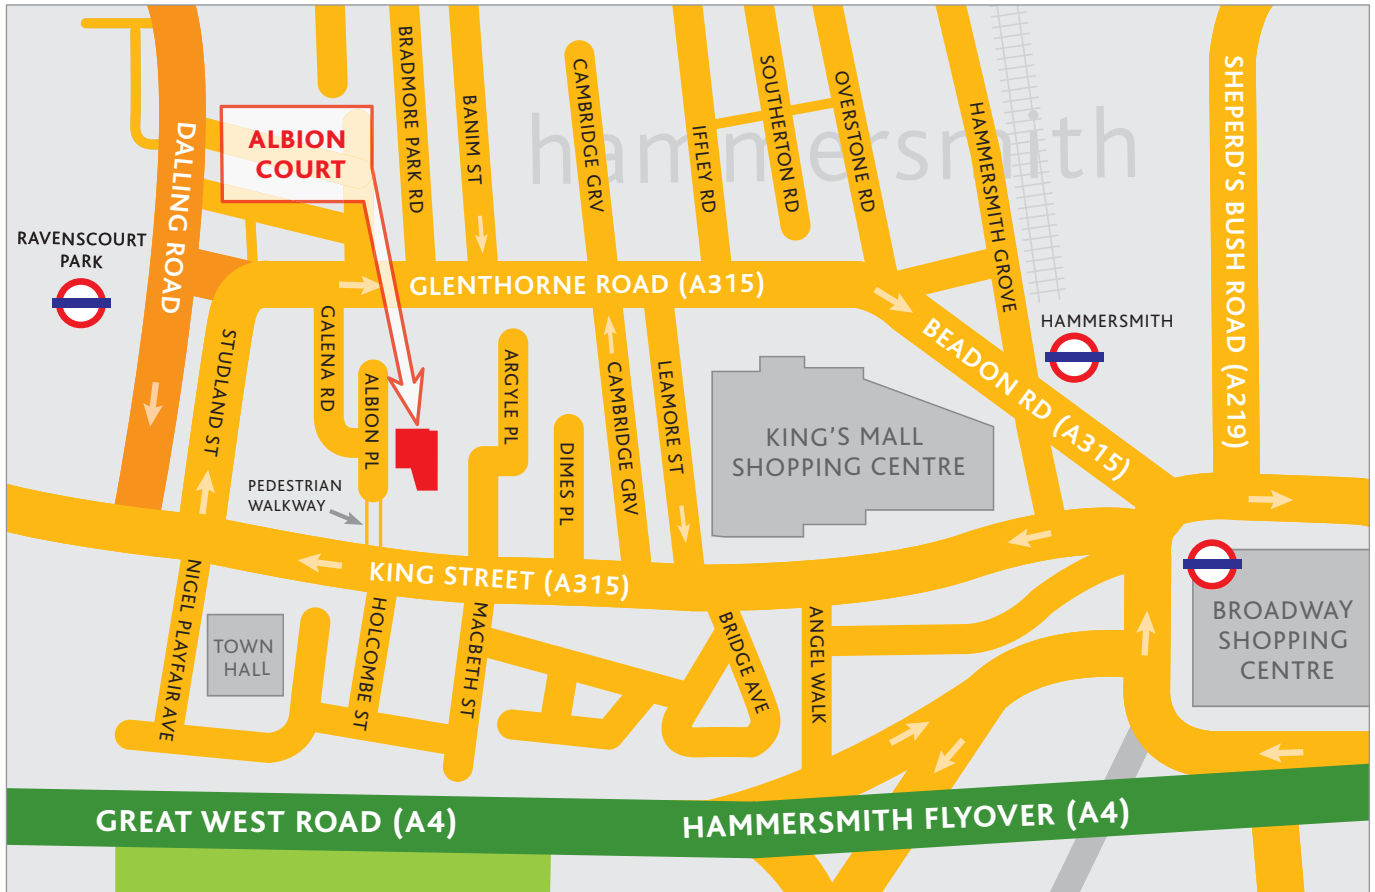 hammersmith
DALLING ROAD
ALBION
COURT
BRADMORE PARK RD
BANIM ST
CAMBRIDGE GRV
IFFLEY RD
SOUTHERTON RD
OVERSTONE RD
HAMMERSMITH GROVE
SHEPERD'S BUSH ROAD (A219)
RAVENSCOURT
PARK
GLENTHORNE ROAD (A315)
HAMMERSMITH
BEADON RD (A315)
STUDLAND ST
GALENA RD
ALBION PL
ARGYLE PL
DIMES PL
CAMBRIDGE GRV
LEAMORE ST
KING'S MALL
SHOPPING CENTRE
PEDESTRIAN
WALKWAY
KING STREET (A315)
NIGEL PLAYFAIR AVE
TOWN
HALL
HOLCOMBE ST
MACBETH ST
BRIDGE AVE
ANGEL WALK
BROADWAY
SHOPPING
CENTRE
GREAT WEST ROAD (A4)
HAMMERSMITH FLYOVER (A4)